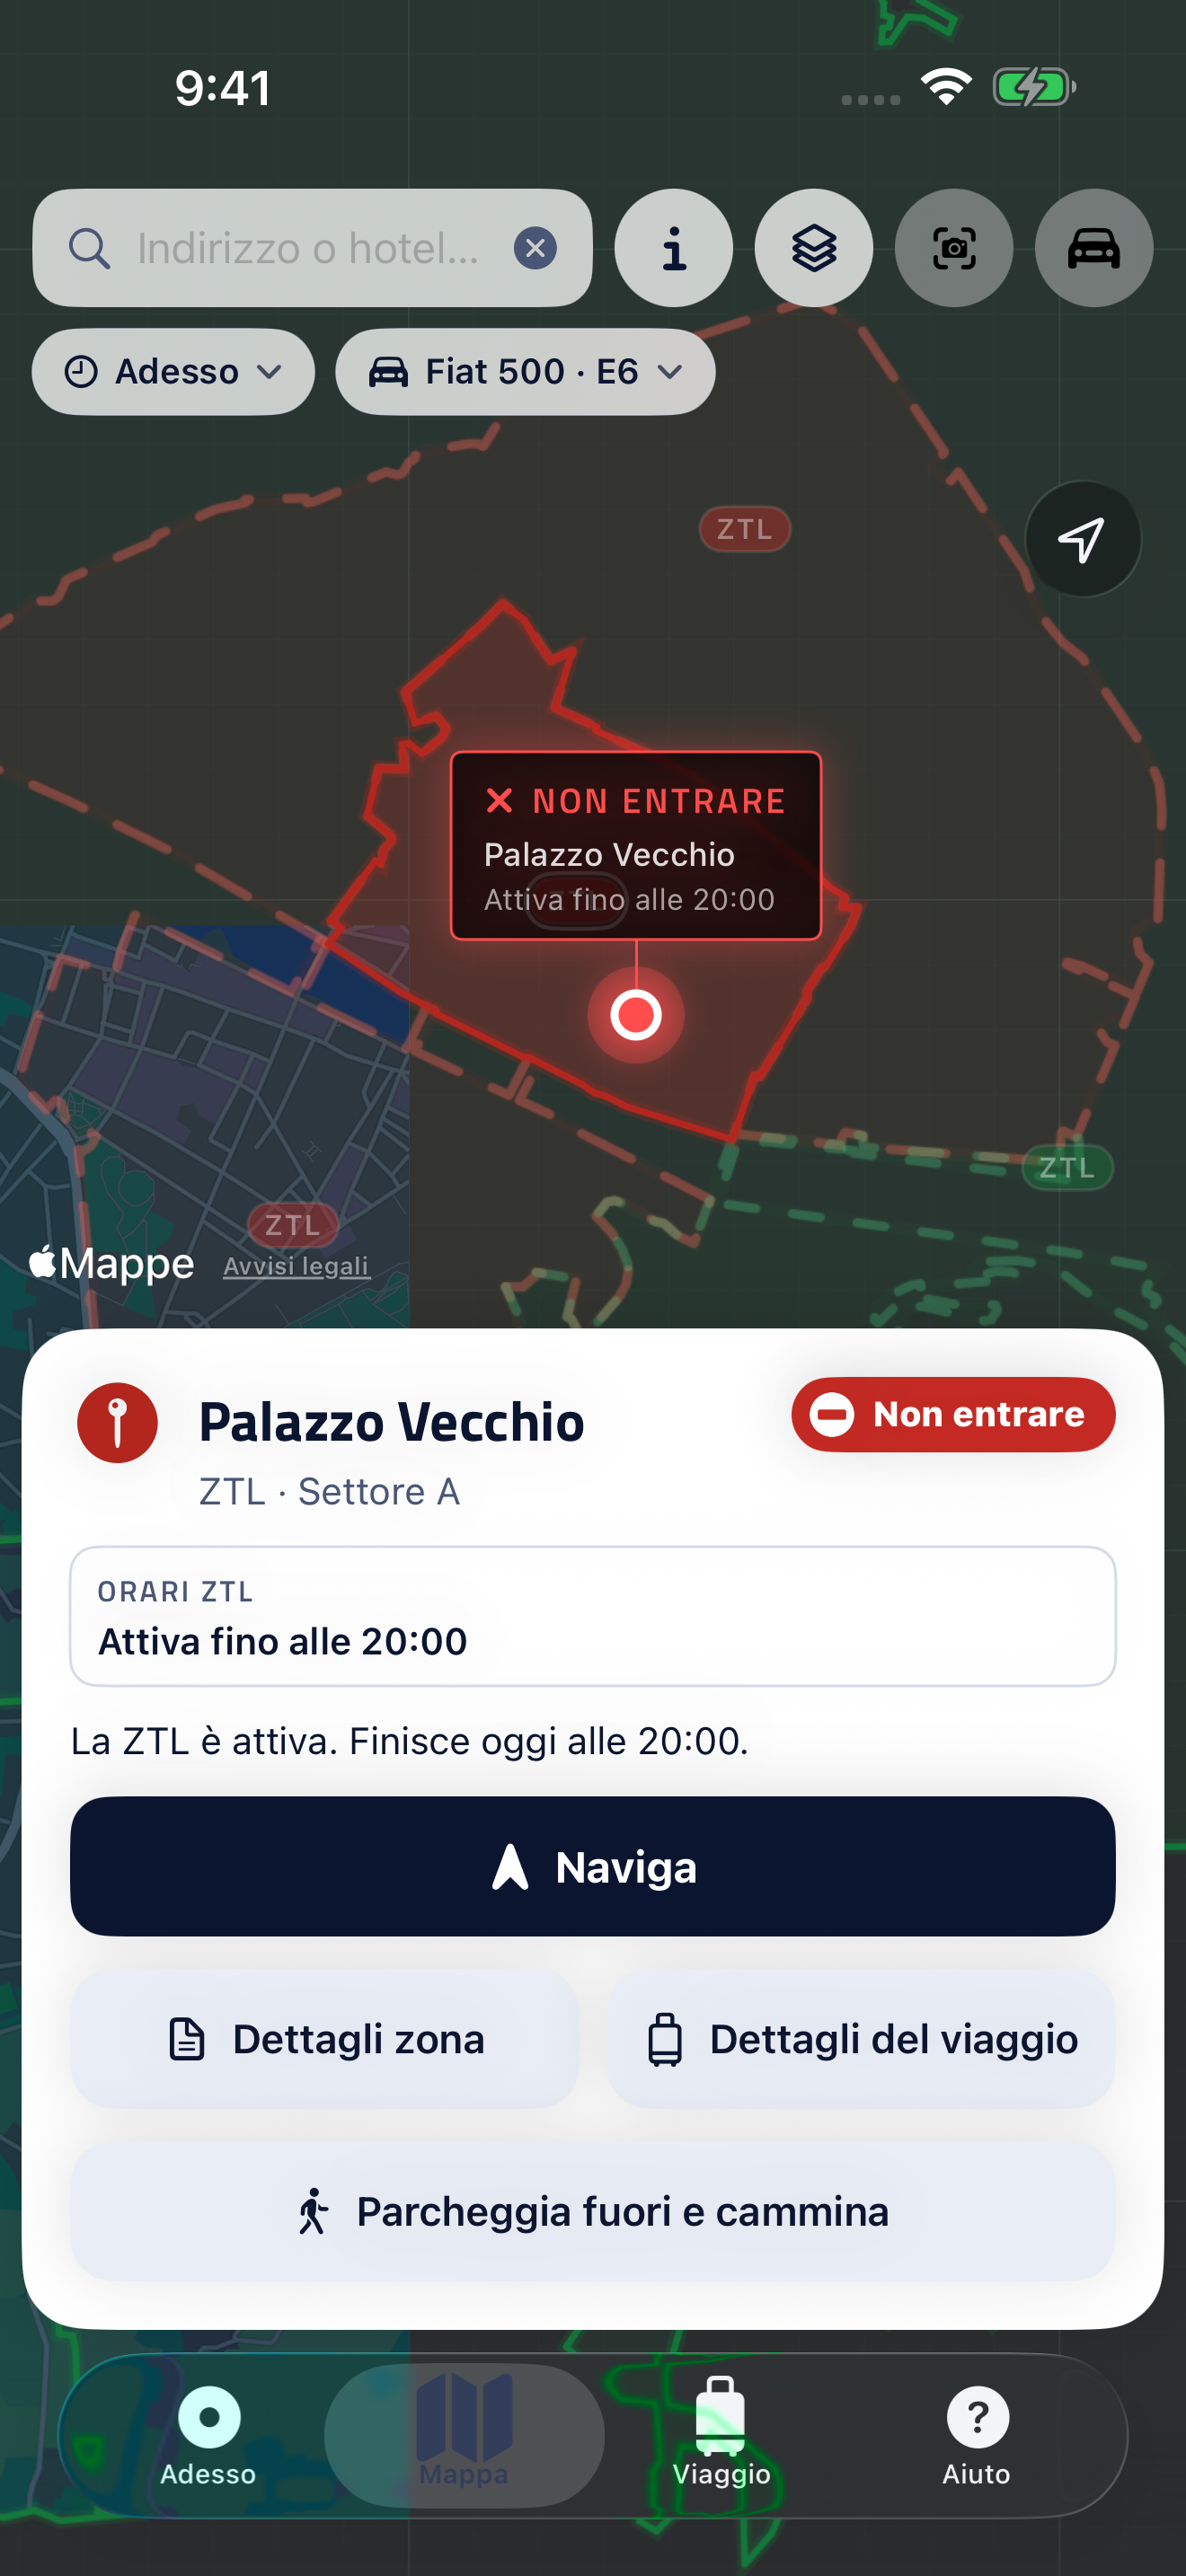 9:41
Indirizzo o hotel...
Adesso
Fiat 500 · E6
ZTL
NON ENTRARE
Palazzo Vecchio
Attiva fino alle 20:00
ZTL
ZTL
Mappe
Avvisi legali
Palazzo Vecchio
Non entrare
ZTL · Settore A
ORARI ZTL
Attiva fino alle 20:00
La ZTL è attiva. Finisce oggi alle 20:00.
Naviga
Dettagli zona
Dettagli del viaggio
Parcheggia fuori e cammina
Adesso
Mappa
Viaggio
Aiuto